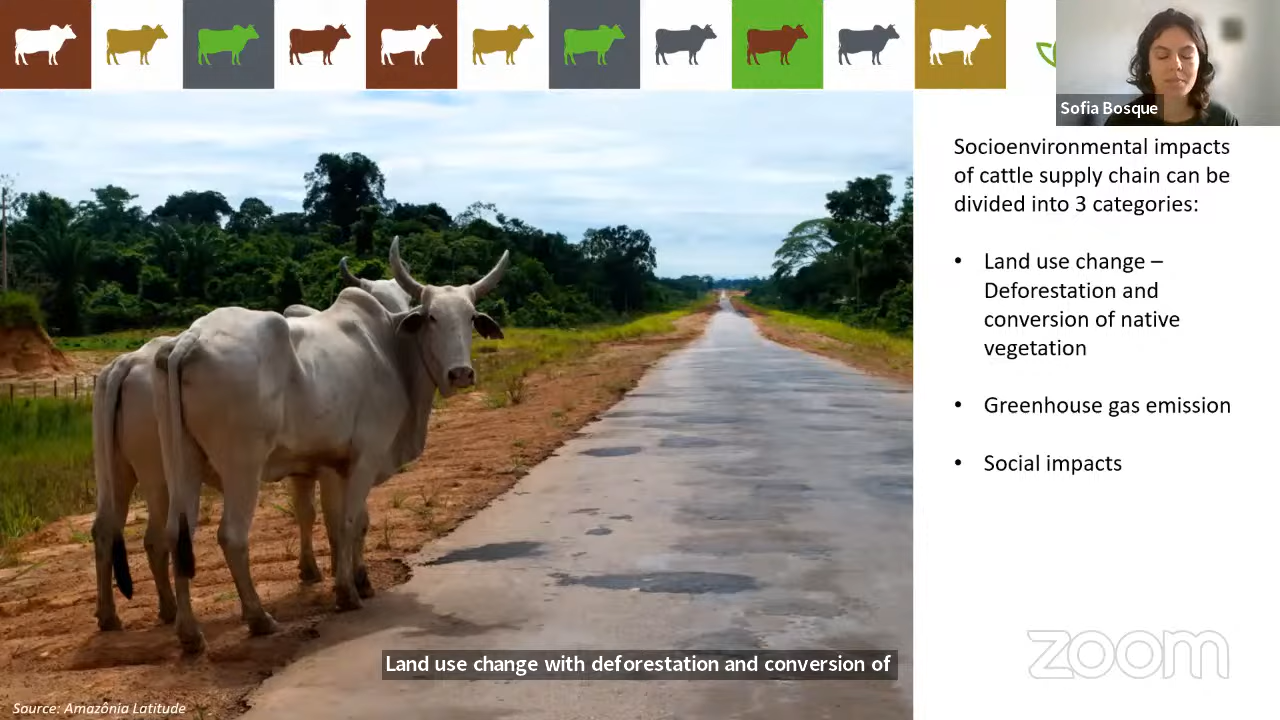 Sofia Bosque
Socioenvironmental impacts
of cattle supply chain can be
divided into 3 categories:
• Land use change –
Deforestation and
conversion of native
vegetation
• Greenhouse gas emission
• Social impacts
Land use change with deforestation and conversion of
zoom
Source: Amazônia Latitude